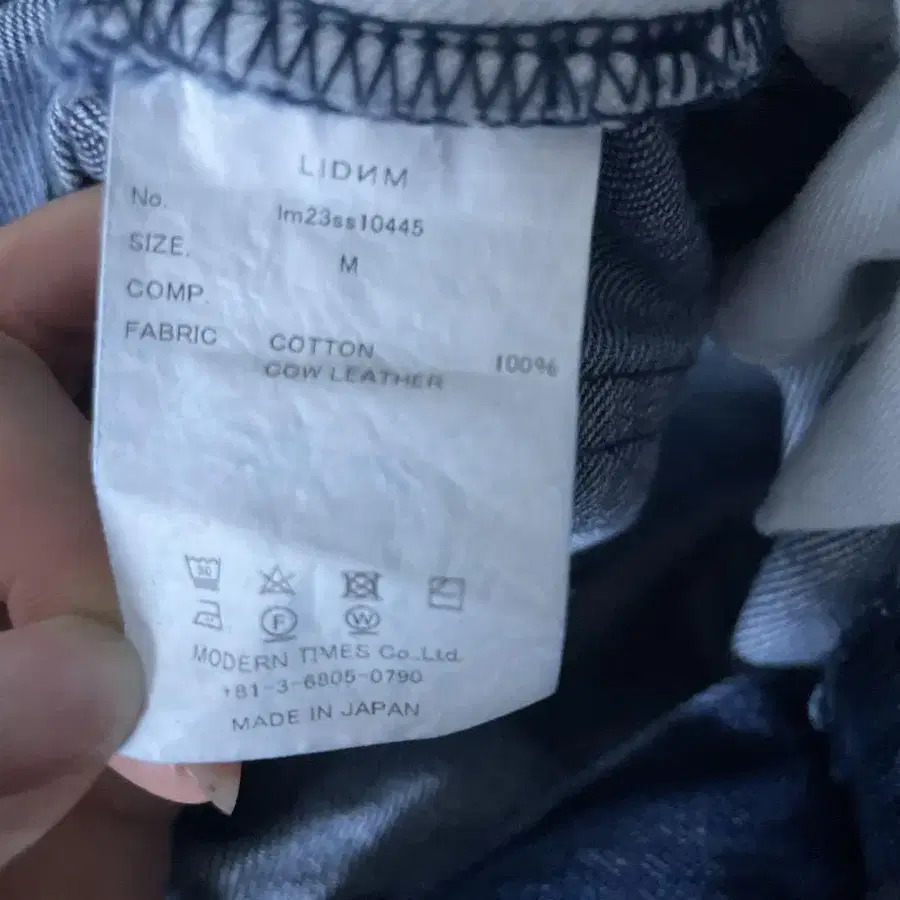 LIDИM
No. lm23ss10445
SIZE. M
COMP.
FABRIC COTTON 100%
COW LEATHER
30
F W
MODERN TIMES Co.,Ltd.
+81-3-6805-0790
MADE IN JAPAN